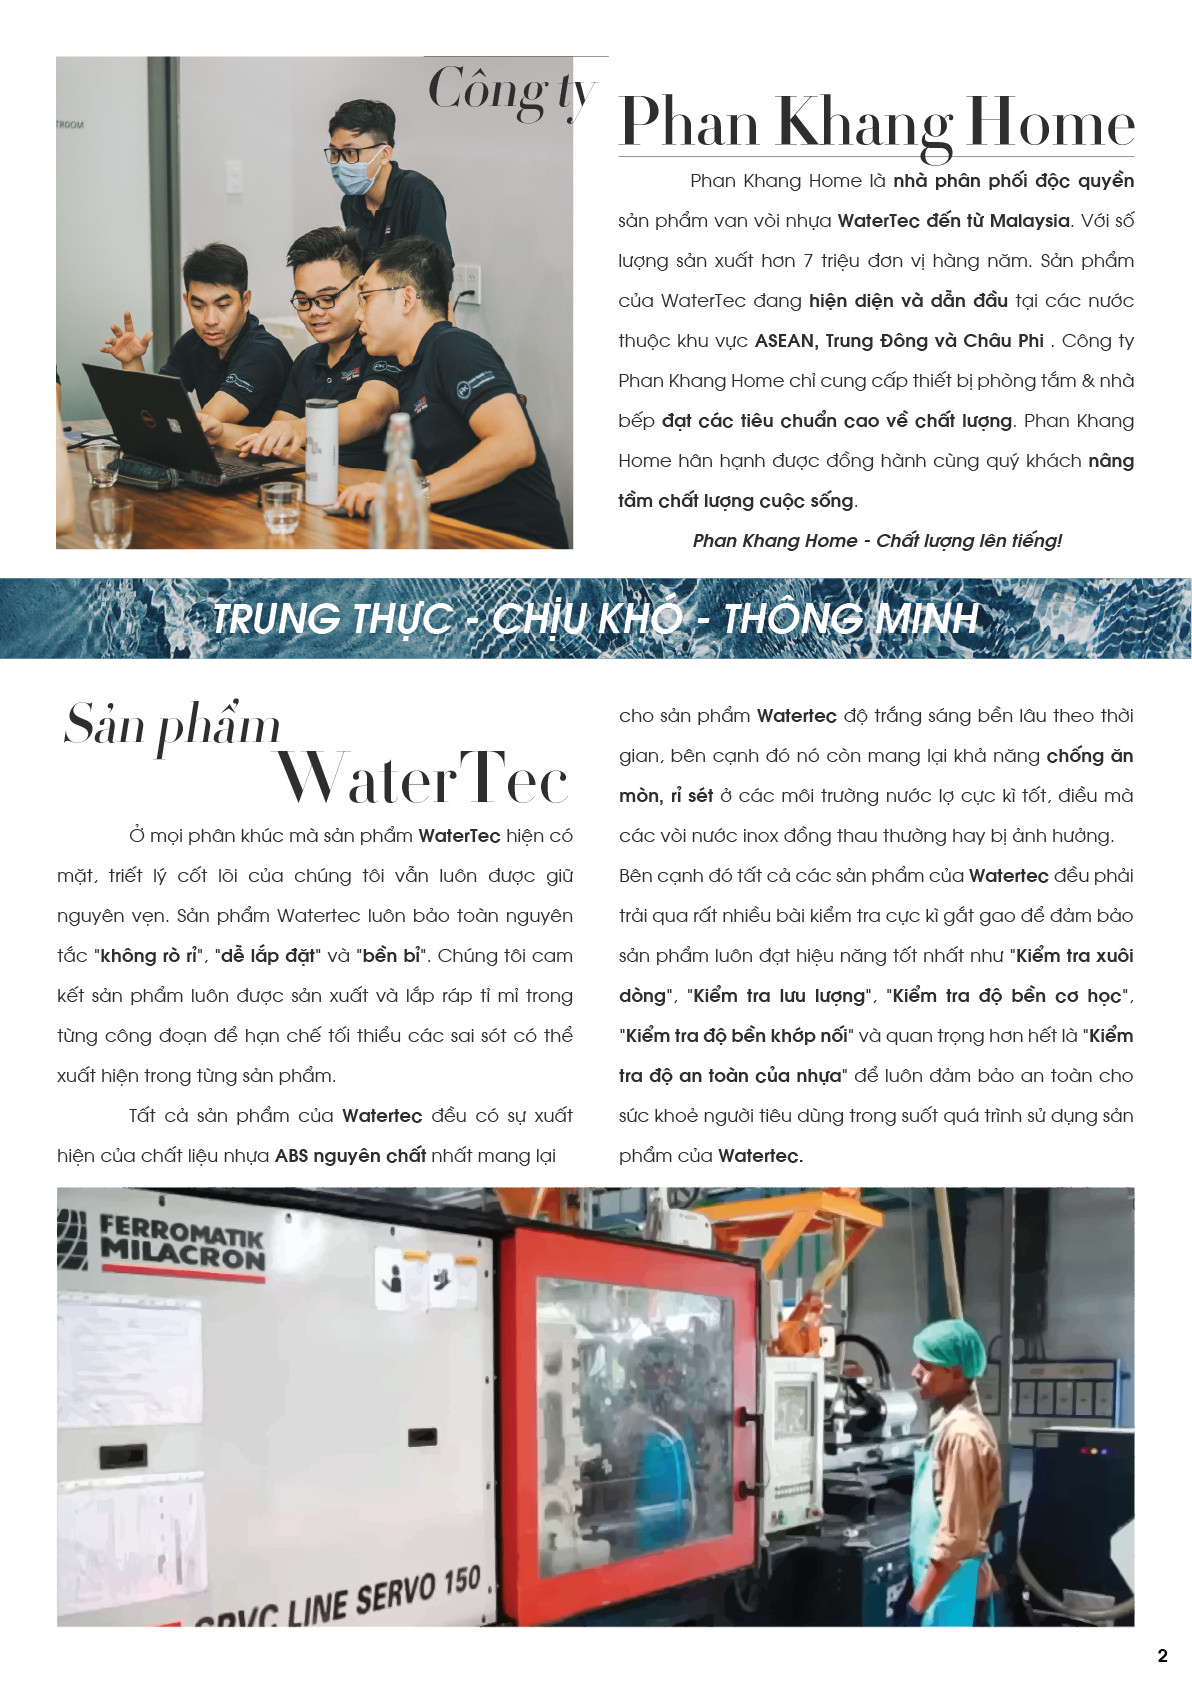 TROOM
Công ty
Phan Khang Home
Phan Khang Home là nhà phân phối độc quyền
sản phẩm van vòi nhựa WaterTec đến từ Malaysia. Với số
lượng sản xuất hơn 7 triệu đơn vị hàng năm. Sản phẩm
của WaterTec đang hiện diện và dẫn đầu tại các nước
thuộc khu vực ASEAN, Trung Đông và Châu Phi . Công ty
Phan Khang Home chỉ cung cấp thiết bị phòng tắm & nhà
bếp đạt các tiêu chuẩn cao về chất lượng. Phan Khang
Home hân hạnh được đồng hành cùng quý khách nâng
tầm chất lượng cuộc sống.
Phan Khang Home - Chất lượng lên tiếng!
TRUNG THỰC - CHỊU KHÓ - THÔNG MINH
Sản phẩm
WaterTec
Ở mọi phân khúc mà sản phẩm WaterTec hiện có
mặt, triết lý cốt lõi của chúng tôi vẫn luôn được giữ
nguyên vẹn. Sản phẩm Watertec luôn bảo toàn nguyên
tắc "không rò rỉ", "dễ lắp đặt" và "bền bỉ". Chúng tôi cam
kết sản phẩm luôn được sản xuất và lắp ráp tỉ mỉ trong
từng công đoạn để hạn chế tối thiểu các sai sót có thể
xuất hiện trong từng sản phẩm.
Tất cả sản phẩm của Watertec đều có sự xuất
hiện của chất liệu nhựa ABS nguyên chất nhất mang lại
cho sản phẩm Watertec độ trắng sáng bền lâu theo thời
gian, bên cạnh đó nó còn mang lại khả năng chống ăn
mòn, rỉ sét ở các môi trường nước lợ cực kì tốt, điều mà
các vòi nước inox đồng thau thường hay bị ảnh hưởng.
Bên cạnh đó tất cả các sản phẩm của Watertec đều phải
trải qua rất nhiều bài kiểm tra cực kì gắt gao để đảm bảo
sản phẩm luôn đạt hiệu năng tốt nhất như "Kiểm tra xuôi
dòng", "Kiểm tra lưu lượng", "Kiểm tra độ bền cơ học",
"Kiểm tra độ bền khớp nối" và quan trọng hơn hết là "Kiểm
tra độ an toàn của nhựa" để luôn đảm bảo an toàn cho
sức khoẻ người tiêu dùng trong suốt quá trình sử dụng sản
phẩm của Watertec.
FERROMATIK
MILACRON
LINE SERVO 150
2